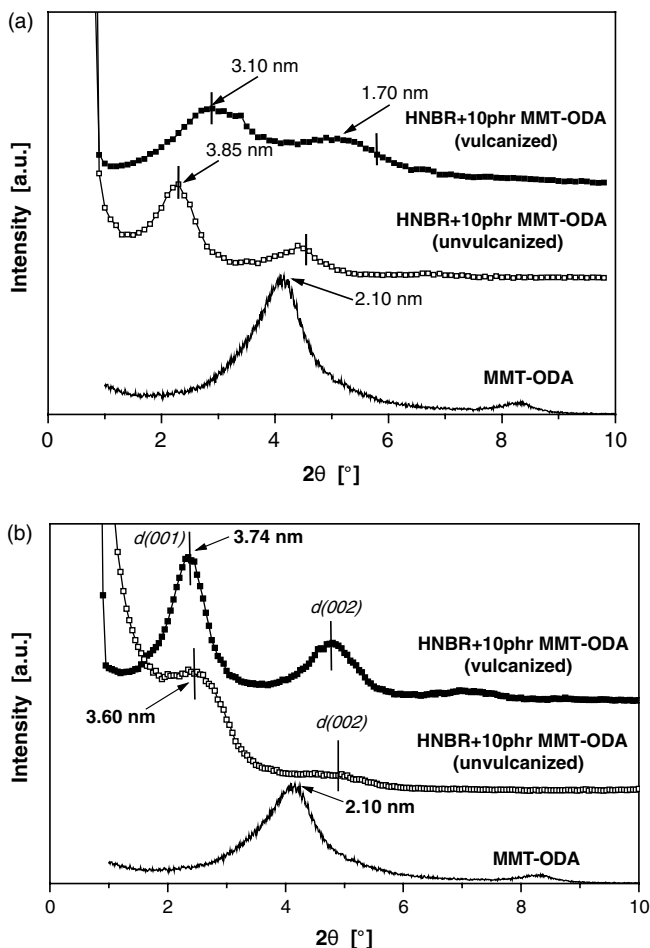 (a)
3.10 nm
1.70 nm
HNBR+10phr MMT-ODA
(vulcanized)
3.85 nm
HNBR+10phr MMT-ODA
(unvulcanized)
2.10 nm
MMT-ODA
Intensity [a.u.]
0 2 4 6 8 10
2θ [°]
(b)
d(001)
3.74 nm
d(002)
HNBR+10phr MMT-ODA
(vulcanized)
3.60 nm
d(002)
HNBR+10phr MMT-ODA
(unvulcanized)
2.10 nm
MMT-ODA
Intensity [a.u.]
0 2 4 6 8 10
2θ [°]